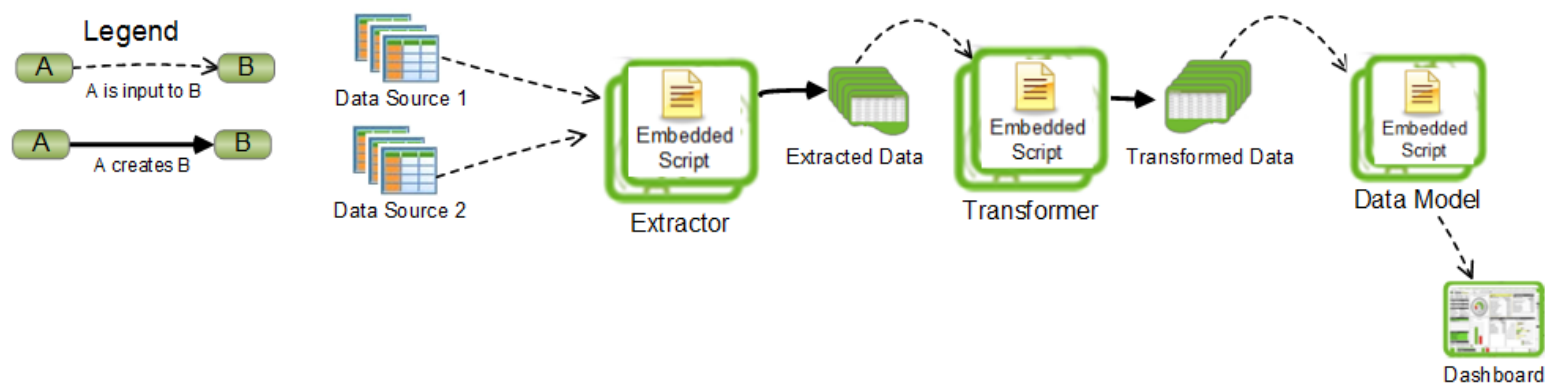 Legend
A
B
A is input to B
A
B
A creates B
Data Source 1
Data Source 2
Embedded
Script
Extractor
Extracted Data
Embedded
Script
Transformer
Transformed Data
Embedded
Script
Data Model
Dashboard